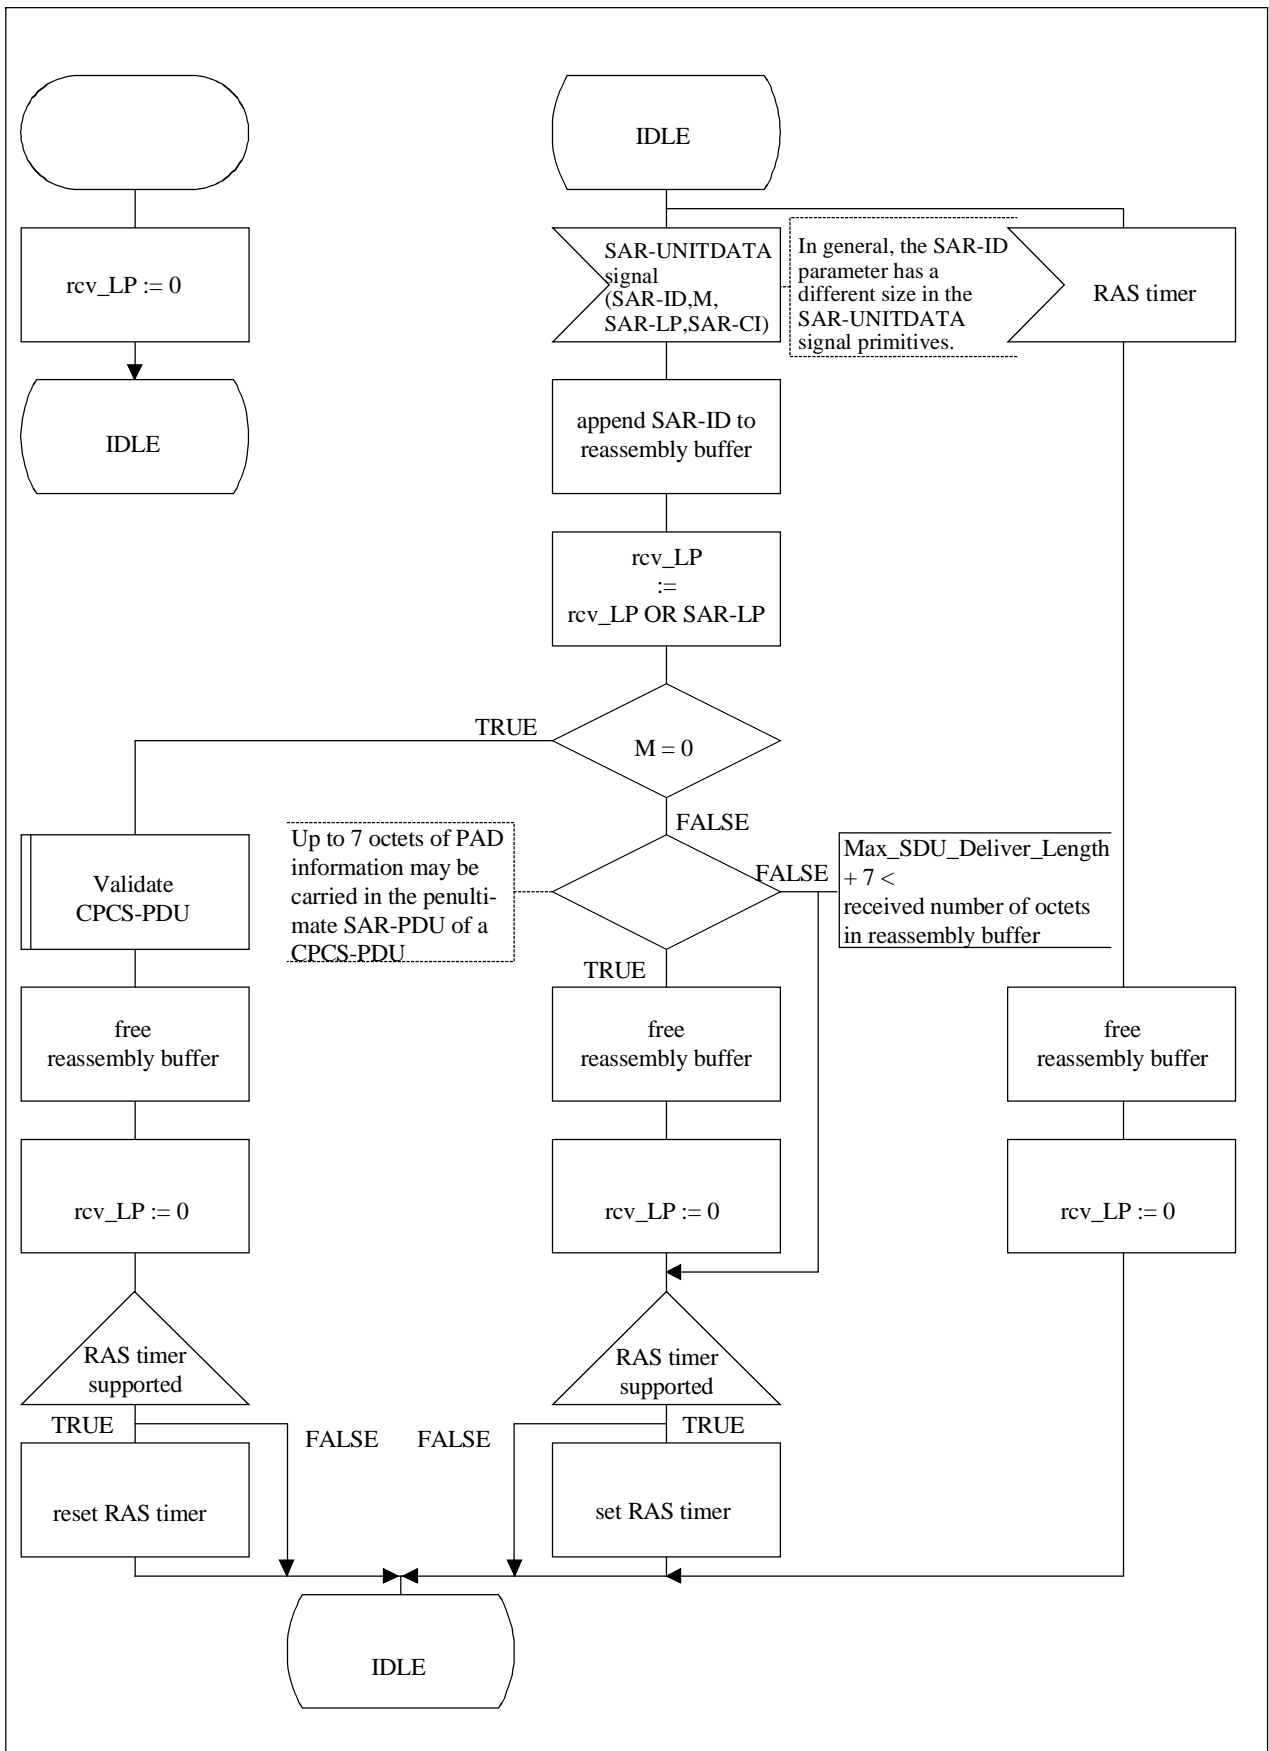 IDLE
rcv_LP := 0
SAR-UNITDATA
signal
(SAR-ID,M,
SAR-LP,SAR-CI)
In general, the SAR-ID
parameter has a
different size in the
SAR-UNITDATA
signal primitives.
RAS timer
IDLE
append SAR-ID to
reassembly buffer
rcv_LP
:=
rcv_LP OR SAR-LP
TRUE
M = 0
FALSE
Up to 7 octets of PAD
information may be
carried in the penulti-
mate SAR-PDU of a
CPCS-PDU
FALSE
Max_SDU_Deliver_Length
+ 7 <
received number of octets
in reassembly buffer
Validate
CPCS-PDU
TRUE
free
reassembly buffer
free
reassembly buffer
free
reassembly buffer
rcv_LP := 0
rcv_LP := 0
rcv_LP := 0
RAS timer
supported
RAS timer
supported
TRUE
FALSE
FALSE
TRUE
reset RAS timer
set RAS timer
IDLE